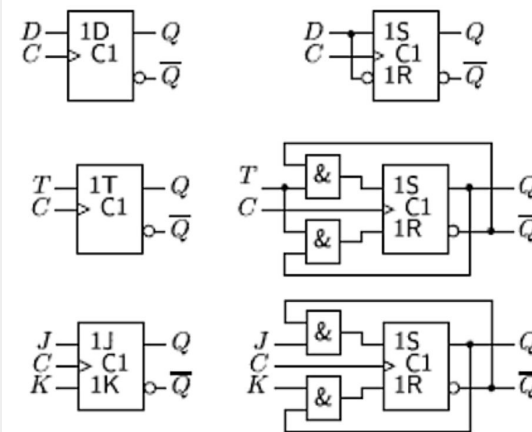 D 1D Q D 1S Q
C C1 C C1
Q̅ 1R Q̅
T 1T Q T & 1S Q
C C1 C C1
Q̅ & 1R Q̅
J 1J Q J & 1S Q
C C1 C C1
K 1K Q̅ K & 1R Q̅